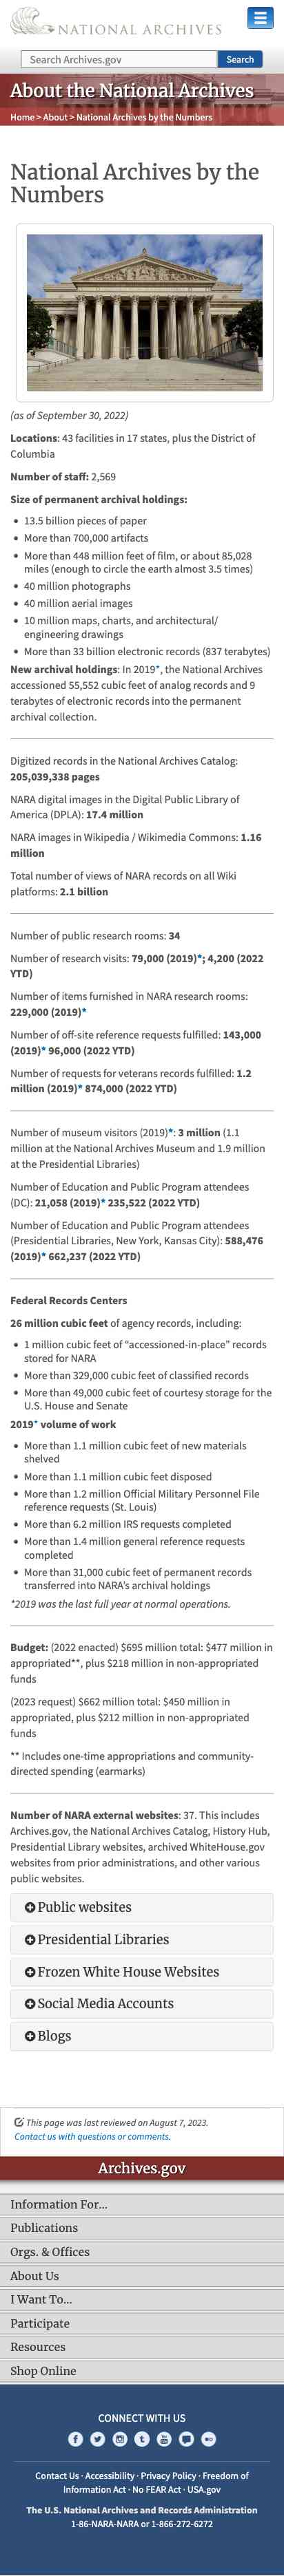 NATIONAL ARCHIVES
Search Archives.gov
Search
About the National Archives
Home > About > National Archives by the Numbers
National Archives by the
Numbers
(as of September 30, 2022)
Locations: 43 facilities in 17 states, plus the District of
Columbia
Number of staff: 2,569
Size of permanent archival holdings:
• 13.5 billion pieces of paper
• More than 700,000 artifacts
• More than 448 million feet of film, or about 85,028
miles (enough to circle the earth almost 3.5 times)
• 40 million photographs
• 40 million aerial images
• 10 million maps, charts, and architectural/
engineering drawings
• More than 33 billion electronic records (837 terabytes)
New archival holdings: In 2019*, the National Archives
accessioned 55,552 cubic feet of analog records and 9
terabytes of electronic records into the permanent
archival collection.
Digitized records in the National Archives Catalog:
205,039,338 pages
NARA digital images in the Digital Public Library of
America (DPLA): 17.4 million
NARA images in Wikipedia / Wikimedia Commons: 1.16
million
Total number of views of NARA records on all Wiki
platforms: 2.1 billion
Number of public research rooms: 34
Number of research visits: 79,000 (2019)*; 4,200 (2022
YTD)
Number of items furnished in NARA research rooms:
229,000 (2019)*
Number of off-site reference requests fulfilled: 143,000
(2019)* 96,000 (2022 YTD)
Number of requests for veterans records fulfilled: 1.2
million (2019)* 874,000 (2022 YTD)
Number of museum visitors (2019)*: 3 million (1.1
million at the National Archives Museum and 1.9 million
at the Presidential Libraries)
Number of Education and Public Program attendees
(DC): 21,058 (2019)* 235,522 (2022 YTD)
Number of Education and Public Program attendees
(Presidential Libraries, New York, Kansas City): 588,476
(2019)* 662,237 (2022 YTD)
Federal Records Centers
26 million cubic feet of agency records, including:
• 1 million cubic feet of “accessioned-in-place” records
stored for NARA
• More than 329,000 cubic feet of classified records
• More than 49,000 cubic feet of courtesy storage for the
U.S. House and Senate
2019* volume of work
• More than 1.1 million cubic feet of new materials
shelved
• More than 1.1 million cubic feet disposed
• More than 1.2 million Official Military Personnel File
reference requests (St. Louis)
• More than 6.2 million IRS requests completed
• More than 1.4 million general reference requests
completed
• More than 31,000 cubic feet of permanent records
transferred into NARA's archival holdings
*2019 was the last full year at normal operations.
Budget: (2022 enacted) $695 million total: $477 million in
appropriated**, plus $218 million in non-appropriated
funds
(2023 request) $662 million total: $450 million in
appropriated, plus $212 million in non-appropriated
funds
** Includes one-time appropriations and community-
directed spending (earmarks)
Number of NARA external websites: 37. This includes
Archives.gov, the National Archives Catalog, History Hub,
Presidential Library websites, archived WhiteHouse.gov
websites from prior administrations, and other various
public websites.
Public websites
Presidential Libraries
Frozen White House Websites
Social Media Accounts
Blogs
This page was last reviewed on August 7, 2023.
Contact us with questions or comments.
Archives.gov
Information For...
Publications
Orgs. & Offices
About Us
I Want To...
Participate
Resources
Shop Online
CONNECT WITH US
Contact Us · Accessibility · Privacy Policy · Freedom of
Information Act · No FEAR Act · USA.gov
The U.S. National Archives and Records Administration
1-86-NARA-NARA or 1-866-272-6272